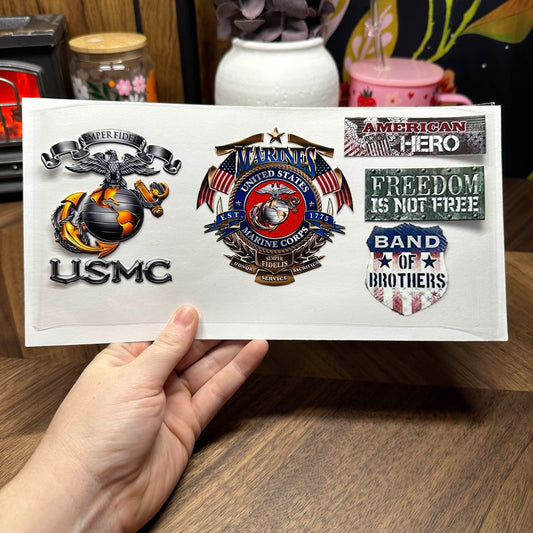 SEMPER FIDELIS
USMC
MARINES
UNITED STATES
EST. 1775
MARINE CORPS
SEMPER
FIDELIS
HONOR SERVICE SACRIFICE
AMERICAN
HERO
FREEDOM
IS NOT FREE
BAND
OF
BROTHERS